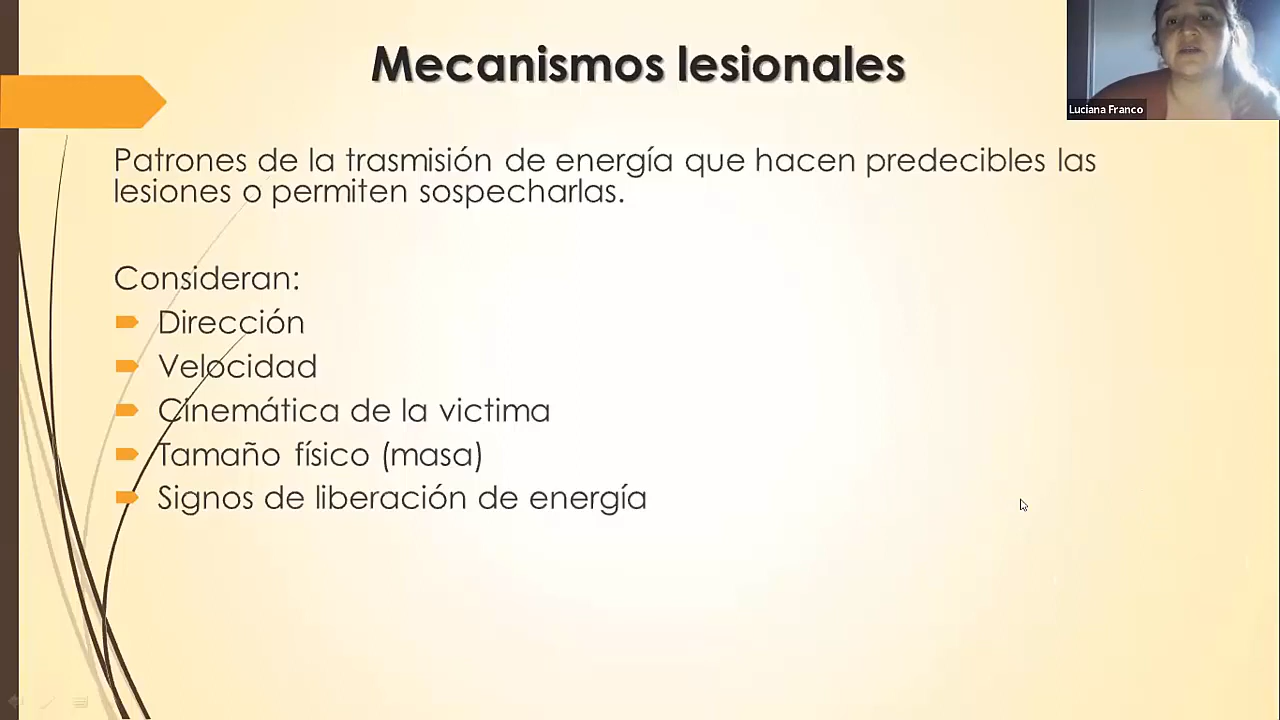 Mecanismos lesionales
Luciana Franco
Patrones de la trasmisión de energía que hacen predecibles las
lesiones o permiten sospecharlas.
Consideran:
Dirección
Velocidad
Cinemática de la victima
Tamaño físico (masa)
Signos de liberación de energía